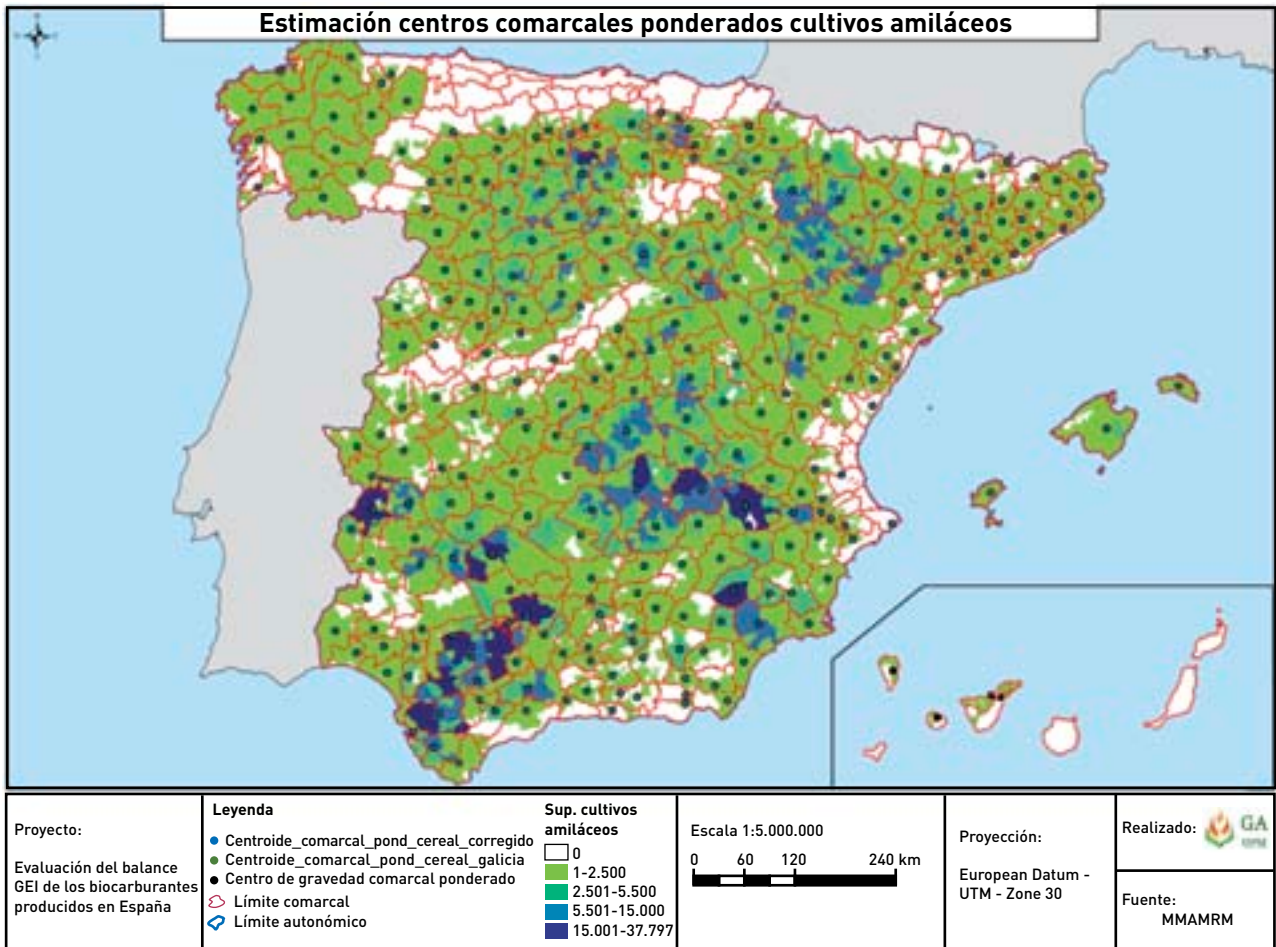 Estimación centros comarcales ponderados cultivos amiláceos
Proyecto:
Evaluación del balance
GEI de los biocarburantes
producidos en España
Leyenda
Centroide_comarcal_pond_cereal_corregido
Centroide_comarcal_pond_cereal_galicia
Centro de gravedad comarcal ponderado
Límite comarcal
Límite autonómico
Sup. cultivos
amiláceos
0
1-2.500
2.501-5.500
5.501-15.000
15.001-37.797
Escala 1:5.000.000
0 60 120 240 km
Proyección:
European Datum -
UTM - Zone 30
Realizado:
GA
Fuente:
MMAMRM